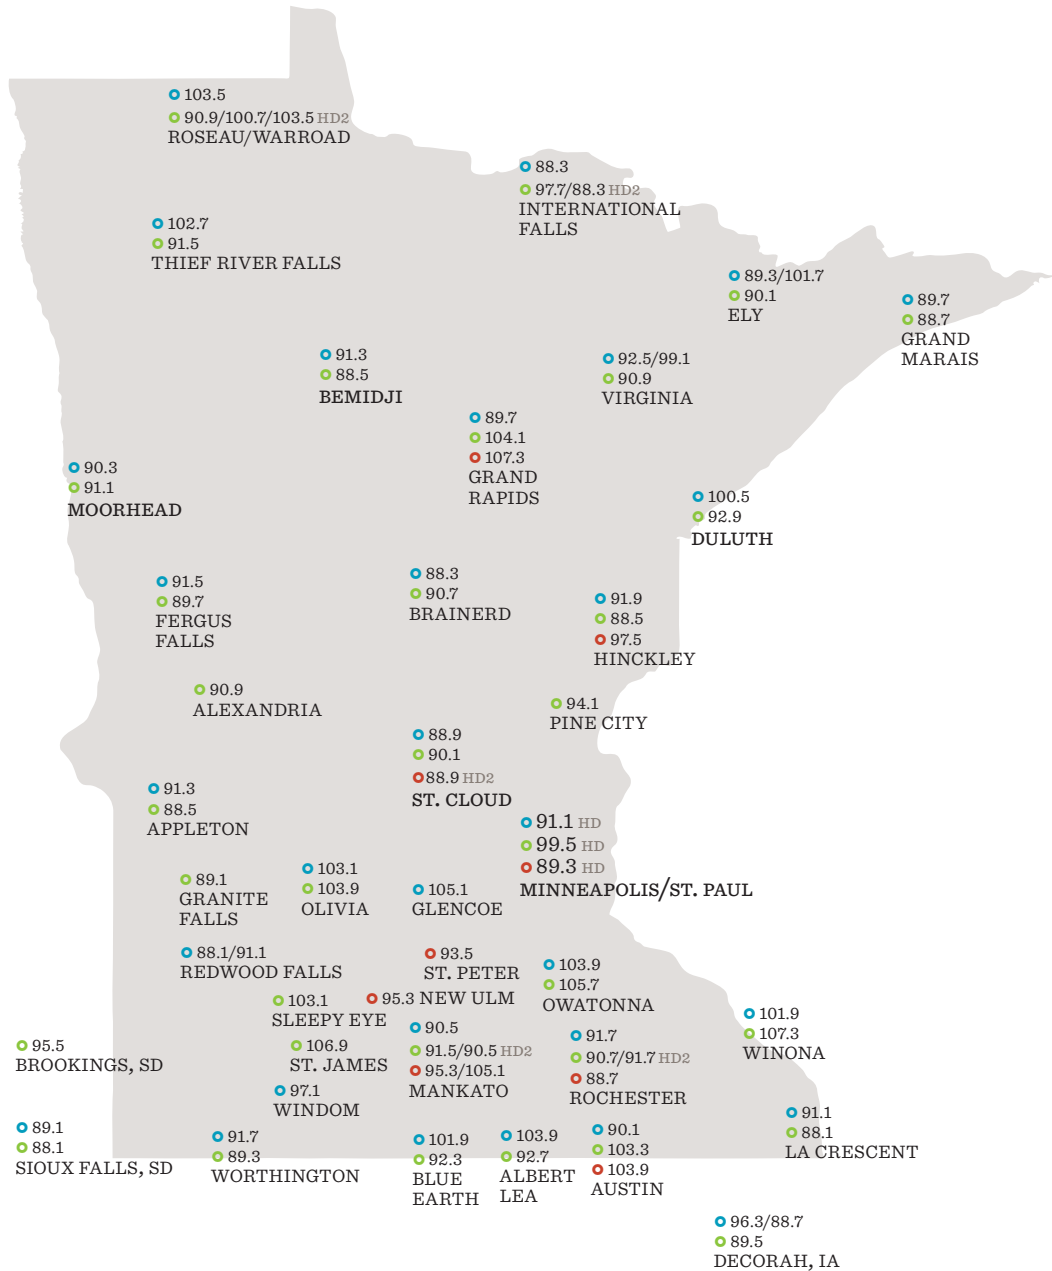 103.5
90.9/100.7/103.5 HD2
ROSEAU/WARROAD
88.3
97.7/88.3 HD2
INTERNATIONAL
FALLS
102.7
91.5
THIEF RIVER FALLS
89.3/101.7
90.1
ELY
89.7
88.7
GRAND
MARAIS
91.3
88.5
BEMIDJI
92.5/99.1
90.9
VIRGINIA
89.7
104.1
107.3
GRAND
RAPIDS
90.3
91.1
MOORHEAD
100.5
92.9
DULUTH
91.5
89.7
FERGUS
FALLS
88.3
90.7
BRAINERD
91.9
88.5
97.5
HINCKLEY
90.9
ALEXANDRIA
94.1
PINE CITY
88.9
90.1
88.9 HD2
ST. CLOUD
91.3
88.5
APPLETON
91.1 HD
99.5 HD
89.3 HD
MINNEAPOLIS/ST. PAUL
89.1
GRANITE
FALLS
103.1
103.9
OLIVIA
105.1
GLENCOE
88.1/91.1
REDWOOD FALLS
93.5
ST. PETER
103.9
105.7
OWATONNA
103.1
SLEEPY EYE
95.3 NEW ULM
101.9
107.3
WINONA
95.5
BROOKINGS, SD
106.9
ST. JAMES
90.5
91.5/90.5 HD2
95.3/105.1
MANKATO
91.7
90.7/91.7 HD2
88.7
ROCHESTER
97.1
WINDOM
91.1
88.1
LA CRESCENT
89.1
88.1
SIOUX FALLS, SD
91.7
89.3
WORTHINGTON
101.9
92.3
BLUE
EARTH
103.9
92.7
ALBERT
LEA
90.1
103.3
103.9
AUSTIN
96.3/88.7
89.5
DECORAH, IA